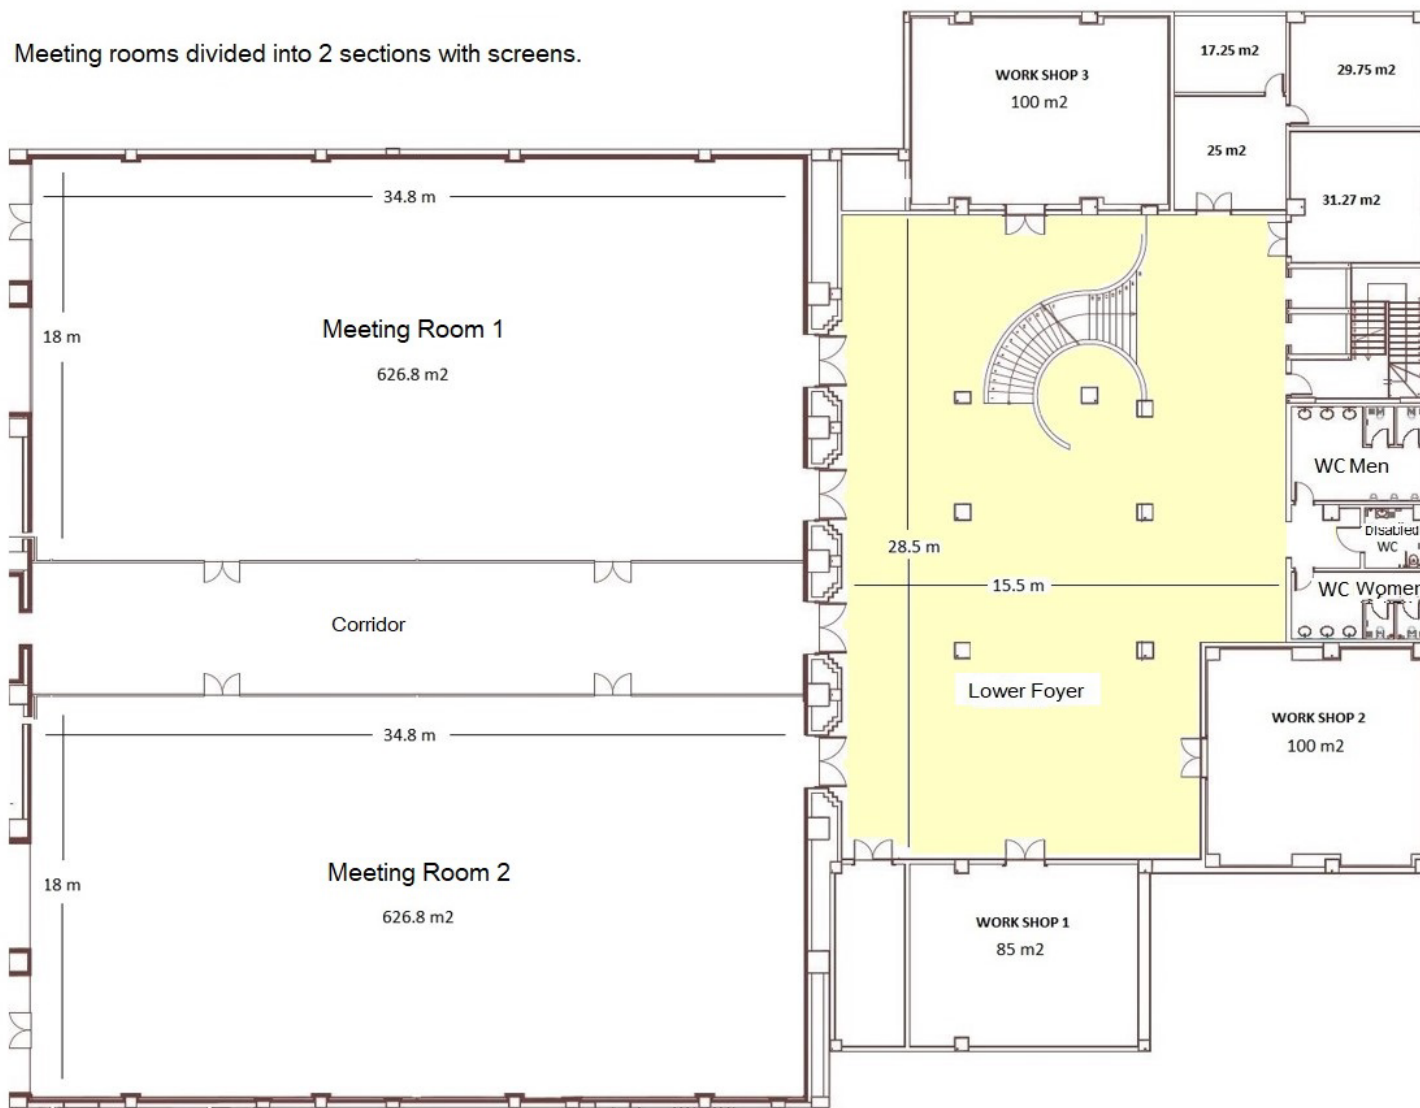 Meeting rooms divided into 2 sections with screens.
WORK SHOP 3
100 m2
17.25 m2
29.75 m2
25 m2
31.27 m2
34.8 m
18 m
Meeting Room 1
626.8 m2
WC Men
Disabled
WC
WC Women
28.5 m
15.5 m
Corridor
Lower Foyer
WORK SHOP 2
100 m2
34.8 m
18 m
Meeting Room 2
626.8 m2
WORK SHOP 1
85 m2